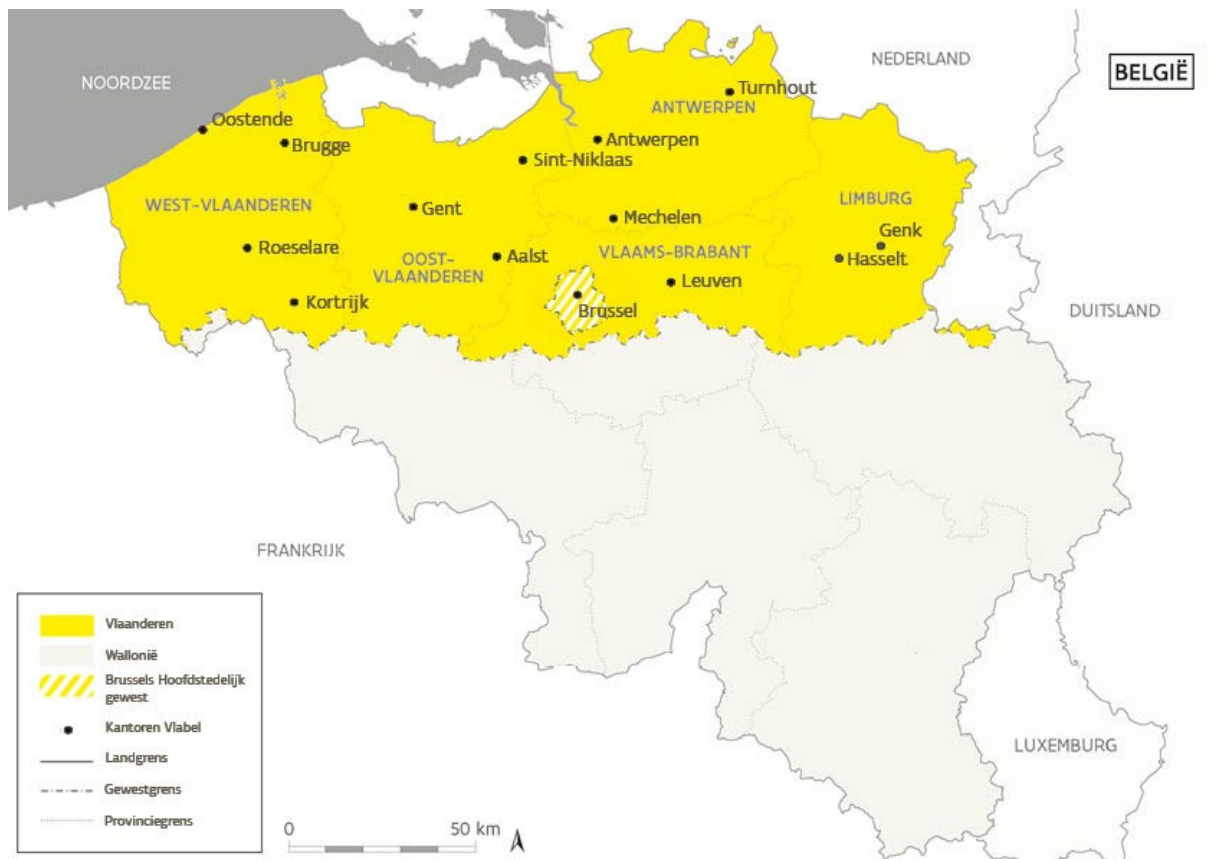 NOORDZEE
NEDERLAND
BELGIË
Turnhout
ANTWERPEN
Oostende
Brugge
Antwerpen
Sint-Niklaas
WEST-VLAANDEREN
Gent
Mechelen
LIMBURG
Genk
Roeselare
Aalst
VLAAMS-BRABANT
Hasselt
OOST-
VLAANDEREN
Leuven
Kortrijk
Brussel
DUITSLAND
FRANKRIJK
LUXEMBURG
Vlaanderen
Wallonië
Brussels Hoofdstedelijk
gewest
Kantoren Vlabel
Landgrens
Gewestgrens
Provinciegrens
0 50 km